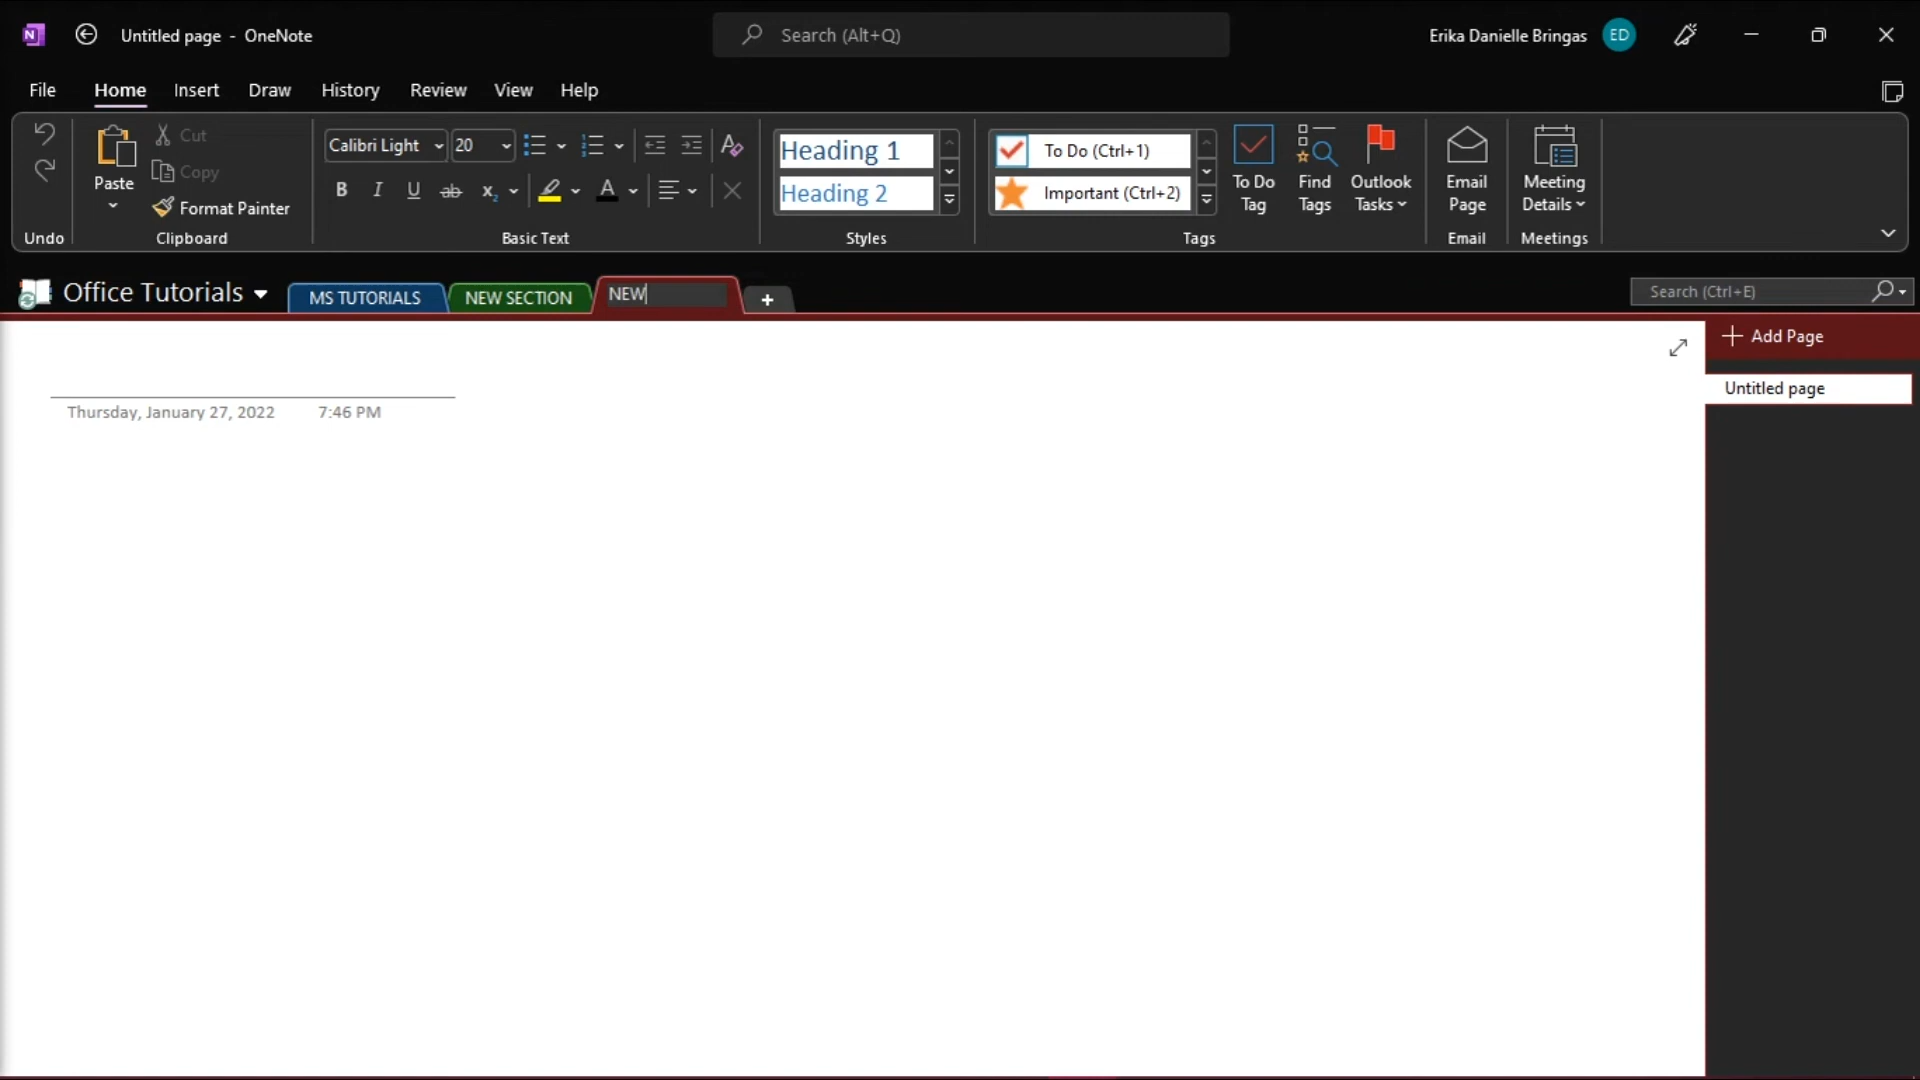 Untitled page - OneNote
Search (Alt+Q)
Erika Danielle Bringas ED
File Home Insert Draw History Review View Help
Undo
Paste
Cut
Copy
Format Painter
Clipboard
Calibri Light 20
Basic Text
Heading 1
Heading 2
Styles
To Do (Ctrl+1)
Important (Ctrl+2)
Tags
To Do
Tag
Find
Tags
Outlook
Tasks
Email
Page
Email
Meeting
Details
Meetings
Office Tutorials
MS TUTORIALS
NEW SECTION
NEW
Search (Ctrl+E)
Add Page
Untitled page
Thursday, January 27, 2022 7:46 PM